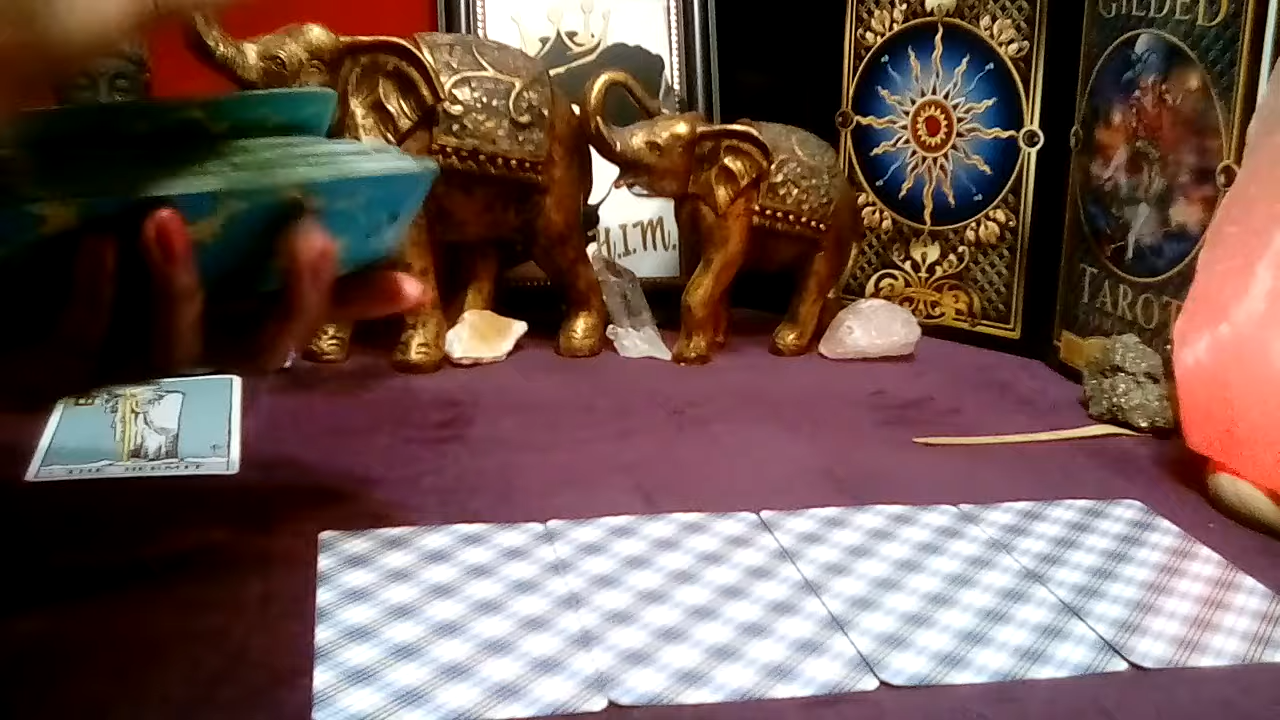 H.I.M.
GILDED
TAROT
THE HERMIT